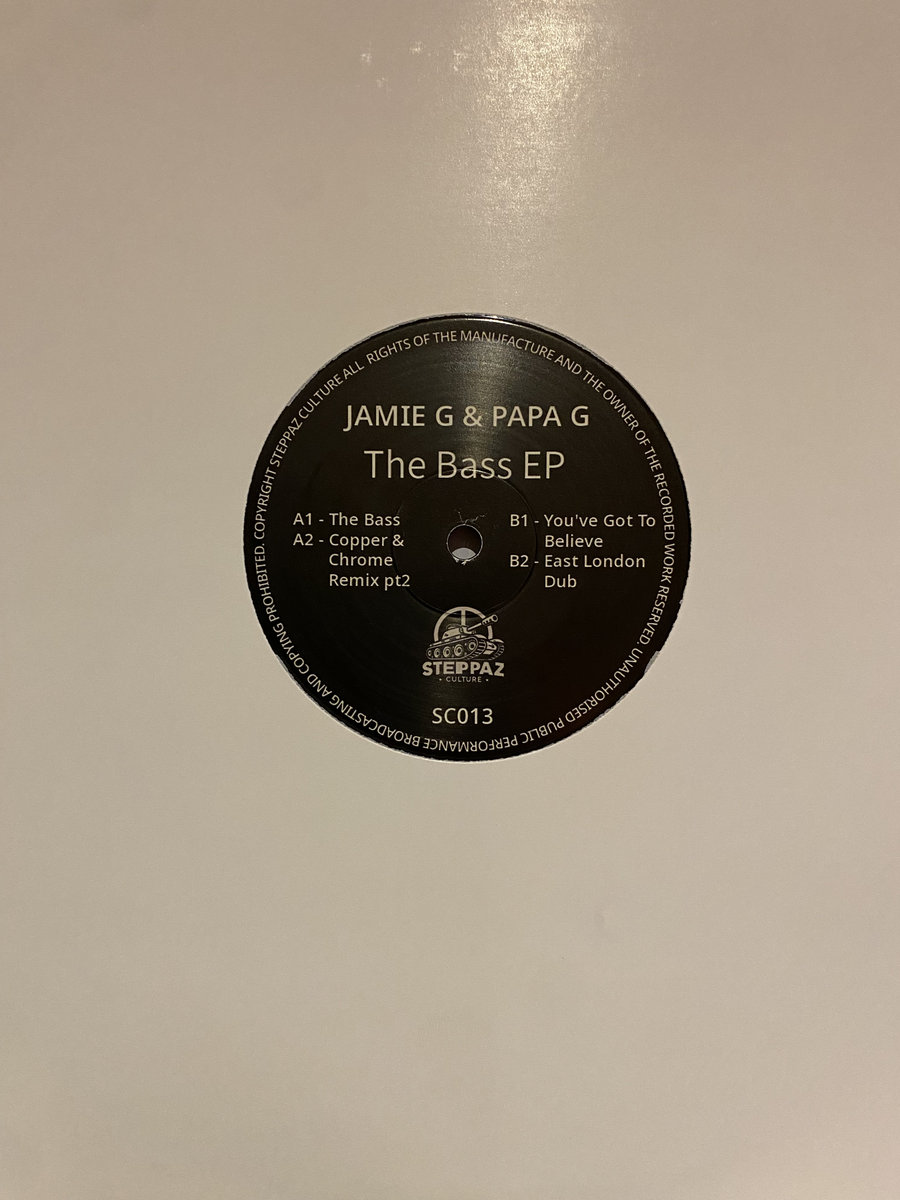 JAMIE G & PAPA G
The Bass EP
A1 - The Bass
A2 - Copper &
Chrome
Remix pt2
B1 - You've Got To
Believe
B2 - East London
Dub
STEPPAZ
• CULTURE •
SC013
COPYRIGHT STEPPAZ CULTURE ALL RIGHTS OF THE MANUFACTURE AND THE OWNER OF THE RECORDED WORK RESERVED. UNAUTHORISED PUBLIC PERFORMANCE BROADCASTING AND COPYING PROHIBITED.